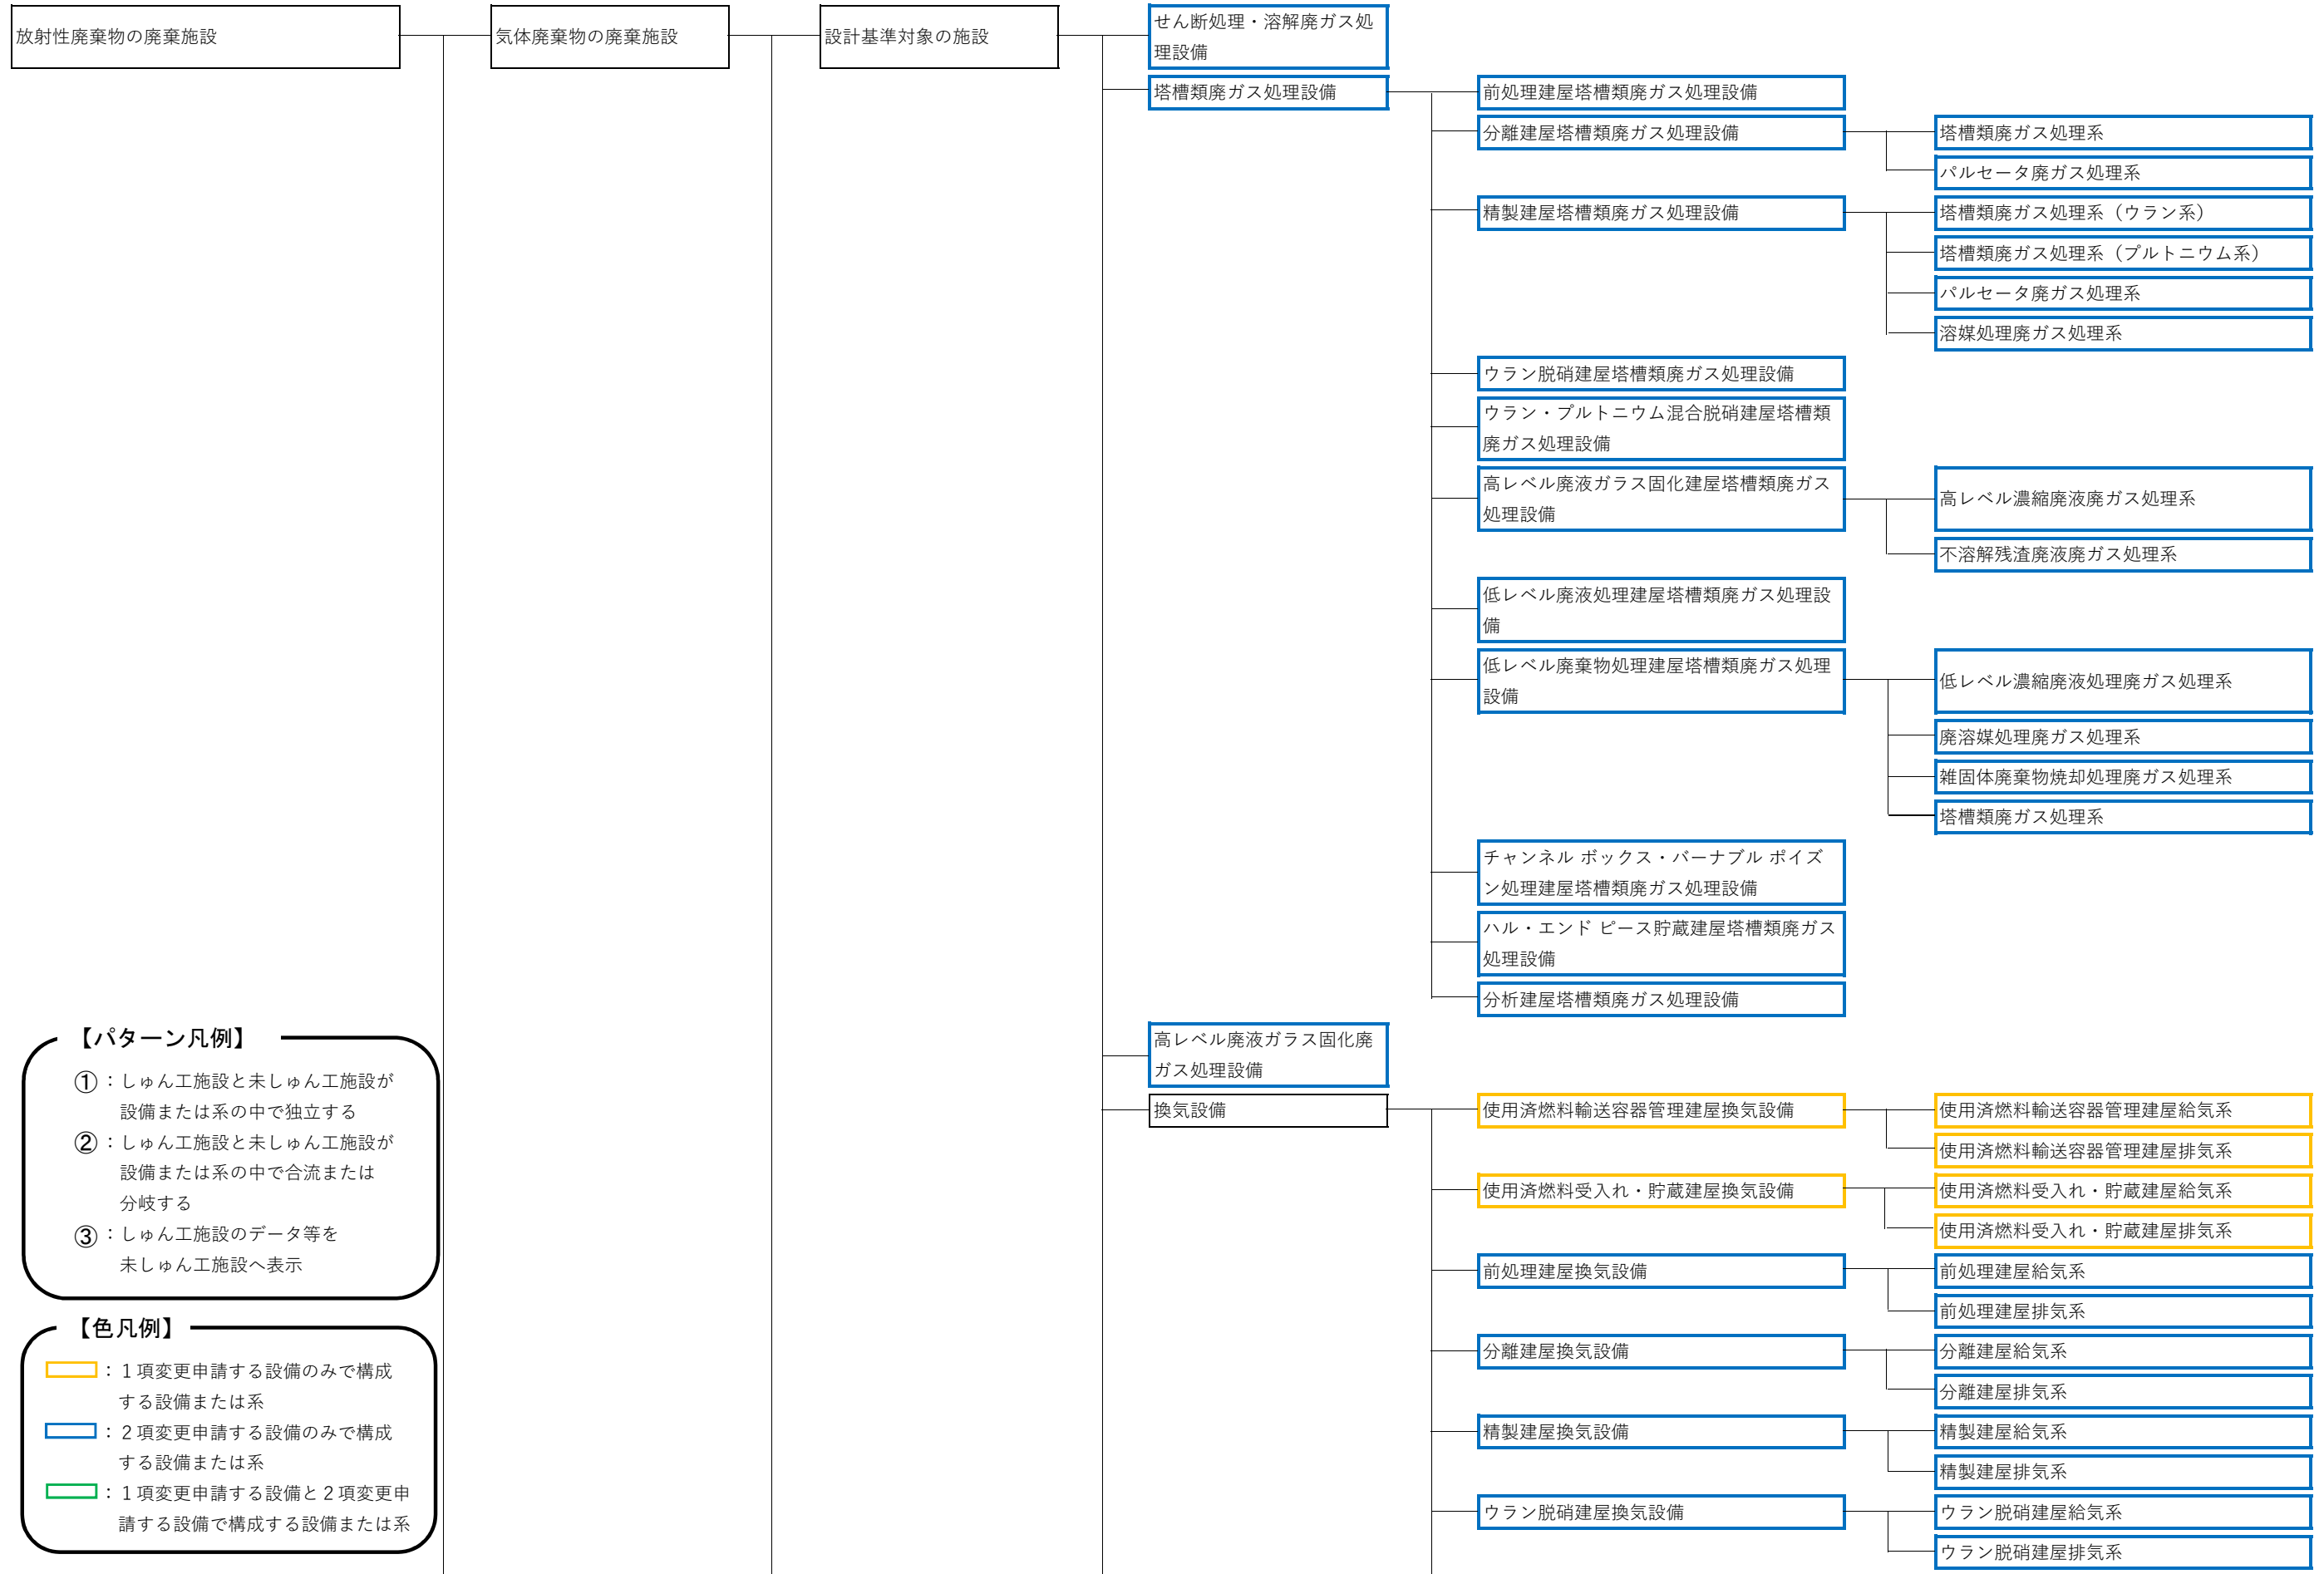 放射性廃棄物の廃棄施設
気体廃棄物の廃棄施設
設計基準対象の施設
せん断処理・溶解廃ガス処
理設備
塔槽類廃ガス処理設備
前処理建屋塔槽類廃ガス処理設備
分離建屋塔槽類廃ガス処理設備
塔槽類廃ガス処理系
パルセータ廃ガス処理系
精製建屋塔槽類廃ガス処理設備
塔槽類廃ガス処理系（ウラン系）
塔槽類廃ガス処理系（プルトニウム系）
パルセータ廃ガス処理系
溶媒処理廃ガス処理系
ウラン脱硝建屋塔槽類廃ガス処理設備
ウラン・プルトニウム混合脱硝建屋塔槽類
廃ガス処理設備
高レベル廃液ガラス固化建屋塔槽類廃ガス
処理設備
高レベル濃縮廃液廃ガス処理系
不溶解残渣廃液廃ガス処理系
低レベル廃液処理建屋塔槽類廃ガス処理設
備
低レベル廃棄物処理建屋塔槽類廃ガス処理
設備
低レベル濃縮廃液処理廃ガス処理系
廃溶媒処理廃ガス処理系
雑固体廃棄物焼却処理廃ガス処理系
塔槽類廃ガス処理系
チャンネル ボックス・バーナブル ポイズ
ン処理建屋塔槽類廃ガス処理設備
ハル・エンド ピース貯蔵建屋塔槽類廃ガス
処理設備
分析建屋塔槽類廃ガス処理設備
高レベル廃液ガラス固化廃
ガス処理設備
換気設備
使用済燃料輸送容器管理建屋換気設備
使用済燃料輸送容器管理建屋給気系
使用済燃料輸送容器管理建屋排気系
使用済燃料受入れ・貯蔵建屋換気設備
使用済燃料受入れ・貯蔵建屋給気系
使用済燃料受入れ・貯蔵建屋排気系
前処理建屋換気設備
前処理建屋給気系
前処理建屋排気系
分離建屋換気設備
分離建屋給気系
分離建屋排気系
精製建屋換気設備
精製建屋給気系
精製建屋排気系
ウラン脱硝建屋換気設備
ウラン脱硝建屋給気系
ウラン脱硝建屋排気系
【パターン凡例】
①：しゅん工施設と未しゅん工施設が
設備または系の中で独立する
②：しゅん工施設と未しゅん工施設が
設備または系の中で合流または
分岐する
③：しゅん工施設のデータ等を
未しゅん工施設へ表示
【色凡例】
：１項変更申請する設備のみで構成
する設備または系
：２項変更申請する設備のみで構成
する設備または系
：１項変更申請する設備と２項変更申
請する設備で構成する設備または系